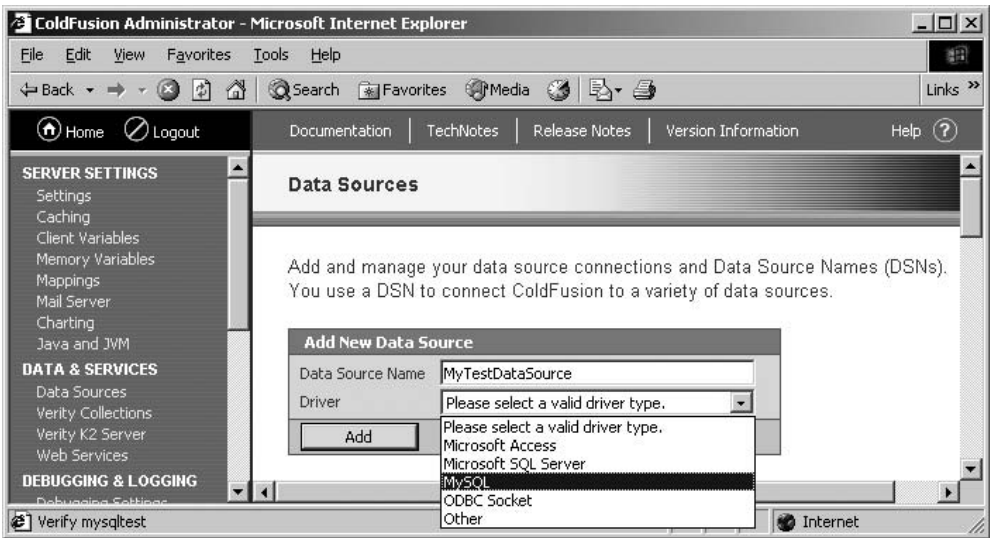 ColdFusion Administrator - Microsoft Internet Explorer
File Edit View Favorites Tools Help
Back Search Favorites Media Links »
Home Logout Documentation TechNotes Release Notes Version Information Help ?
SERVER SETTINGS
Settings
Caching
Client Variables
Memory Variables
Mappings
Mail Server
Charting
Java and JVM
DATA & SERVICES
Data Sources
Verity Collections
Verity K2 Server
Web Services
DEBUGGING & LOGGING
Debugging Settings
Data Sources
Add and manage your data source connections and Data Source Names (DSNs).
You use a DSN to connect ColdFusion to a variety of data sources.
Add New Data Source
Data Source Name MyTestDataSource
Driver Please select a valid driver type.
Add
Please select a valid driver type.
Microsoft Access
Microsoft SQL Server
MySQL
ODBC Socket
Other
Verify mysqltest Internet